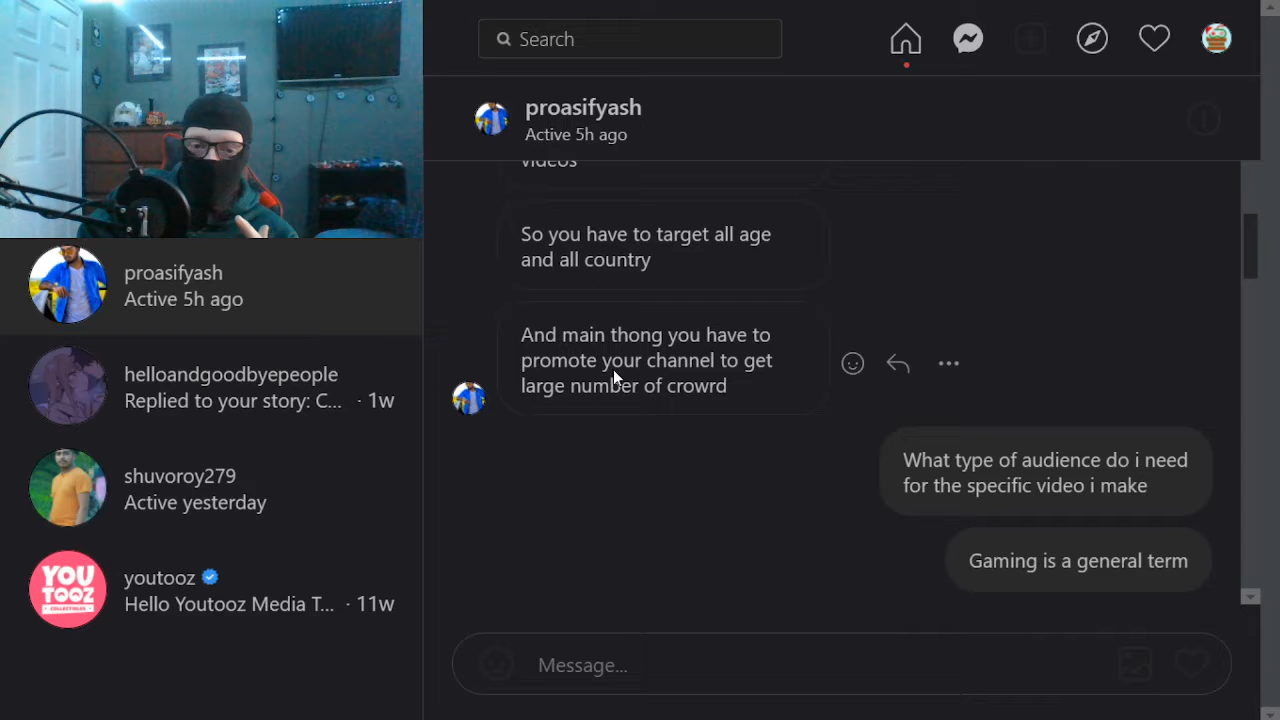 Search
proasifyash
Active 5h ago
videos
So you have to target all age
and all country
And main thong you have to
promote your channel to get
large number of crowrd
What type of audience do i need
for the specific video i make
Gaming is a general term
Message...
proasifyash
Active 5h ago
helloandgoodbyepeople
Replied to your story: C... · 1w
shuvoroy279
Active yesterday
YOU
TOOZ
COLLECTIBLES
youtooz
Hello Youtooz Media T... · 11w